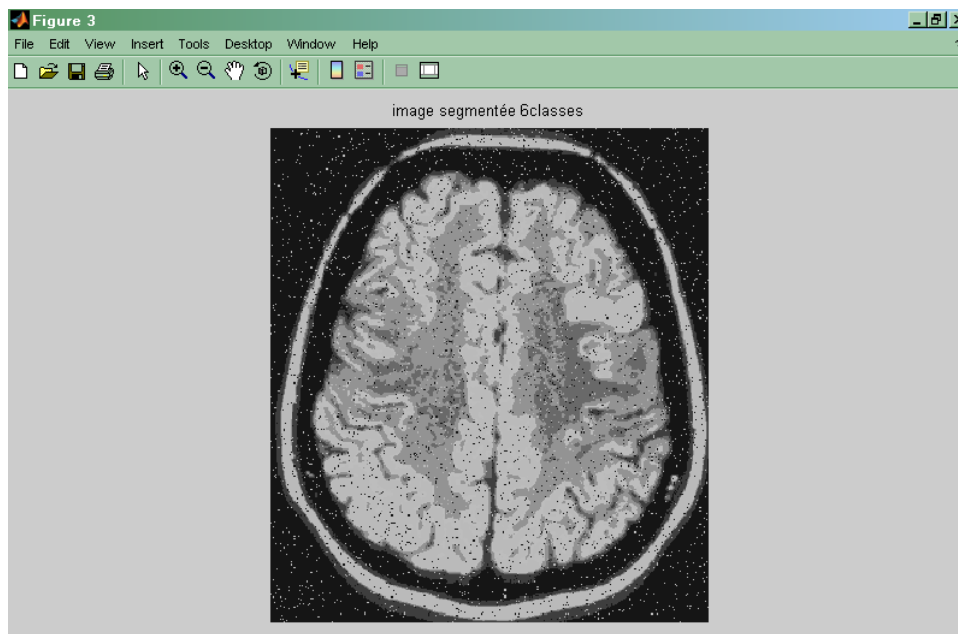 Figure 3
File Edit View Insert Tools Desktop Window Help
image segmentée 6classes